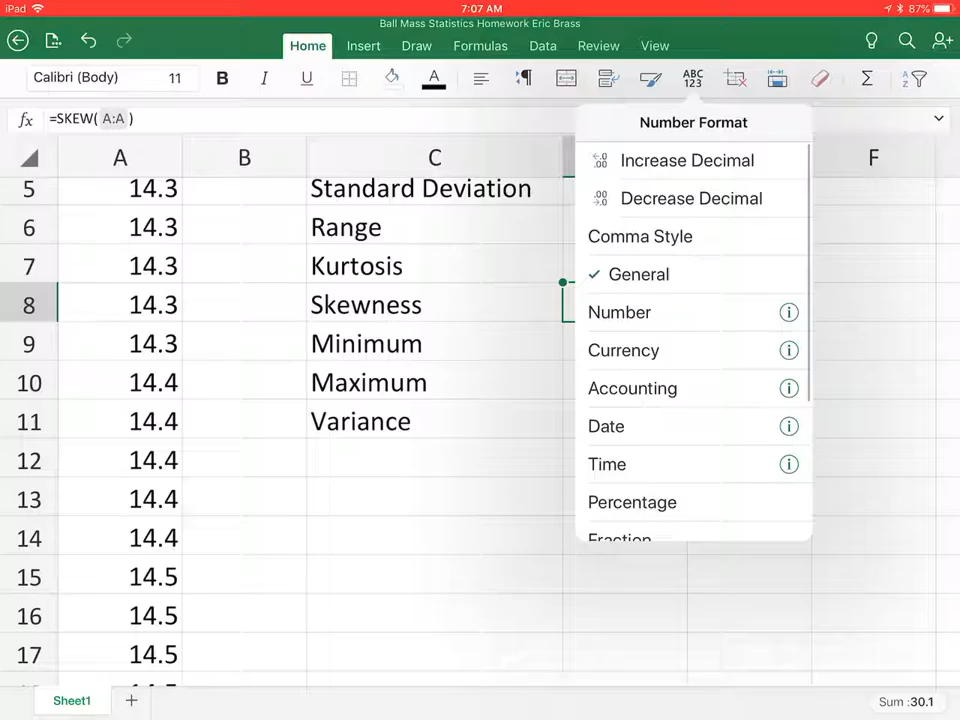 iPad 7:07 AM 87%
Ball Mass Statistics Homework Eric Brass
Home Insert Draw Formulas Data Review View
Calibri (Body) 11 B I U A ABC 123 Σ A Z
fx =SKEW( A:A )
Number Format
Increase Decimal
Decrease Decimal
Comma Style
General
Number
Currency
Accounting
Date
Time
Percentage
Fraction
A B C F
5 14.3 Standard Deviation
6 14.3 Range
7 14.3 Kurtosis
8 14.3 Skewness
9 14.3 Minimum
10 14.4 Maximum
11 14.4 Variance
12 14.4
13 14.4
14 14.4
15 14.5
16 14.5
17 14.5
Sheet1 + Sum :30.1